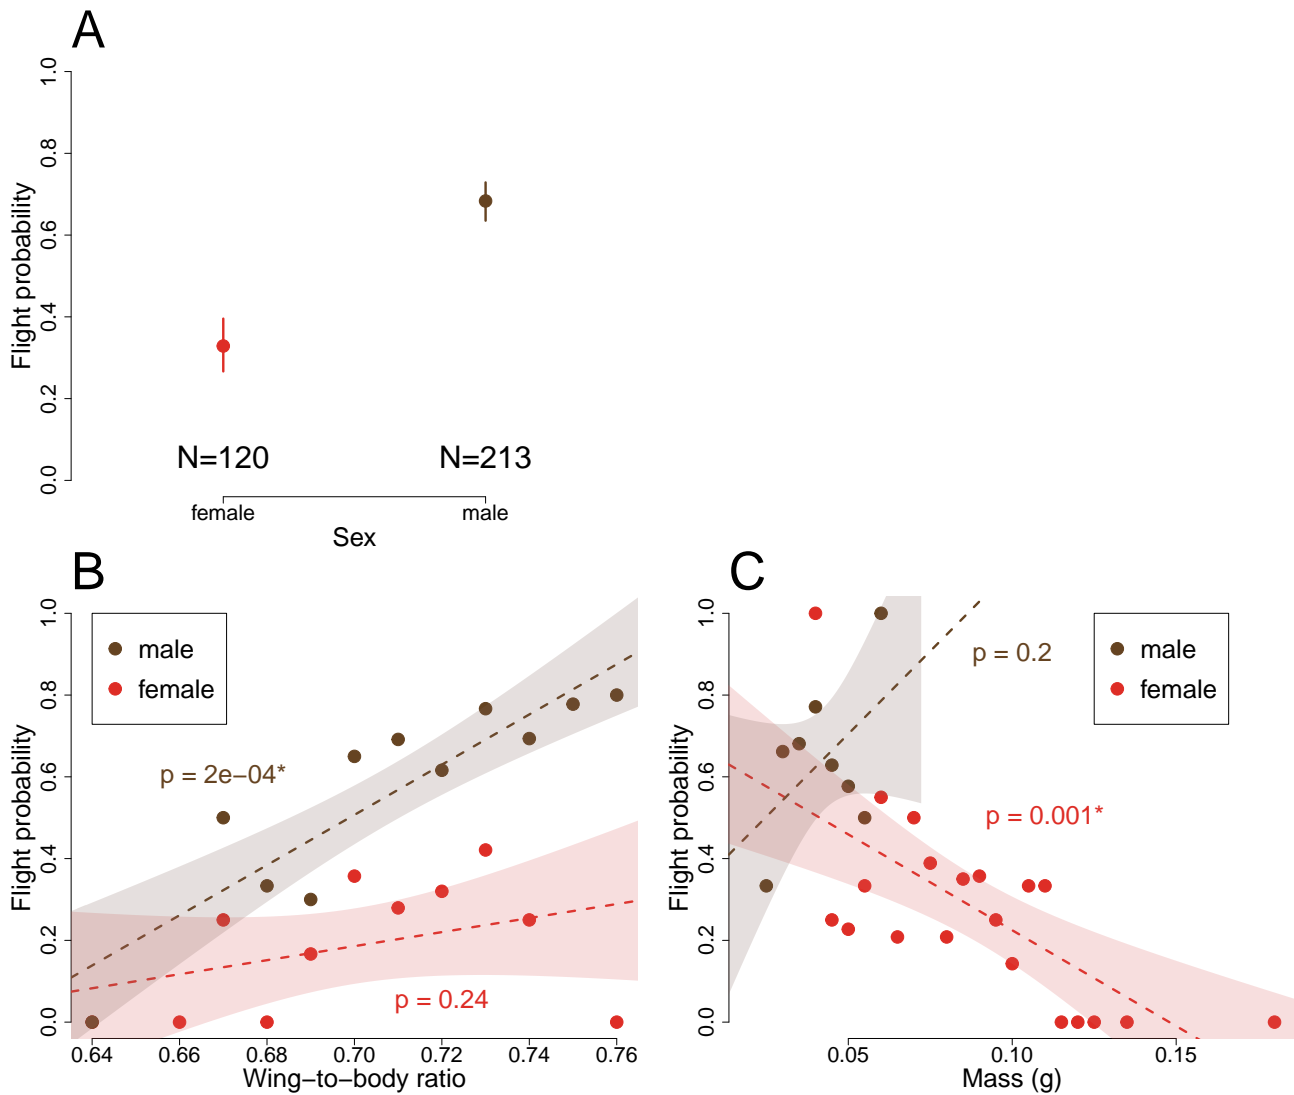 A
Flight probability
0.0
0.2
0.4
0.6
0.8
1.0
N=120
N=213
female
male
Sex
B
Flight probability
0.0
0.2
0.4
0.6
0.8
1.0
male
female
p = 2e−04*
p = 0.24
0.64
0.66
0.68
0.70
0.72
0.74
0.76
Wing−to−body ratio
C
Flight probability
0.0
0.2
0.4
0.6
0.8
1.0
p = 0.2
male
female
p = 0.001*
0.05
0.10
0.15
Mass (g)